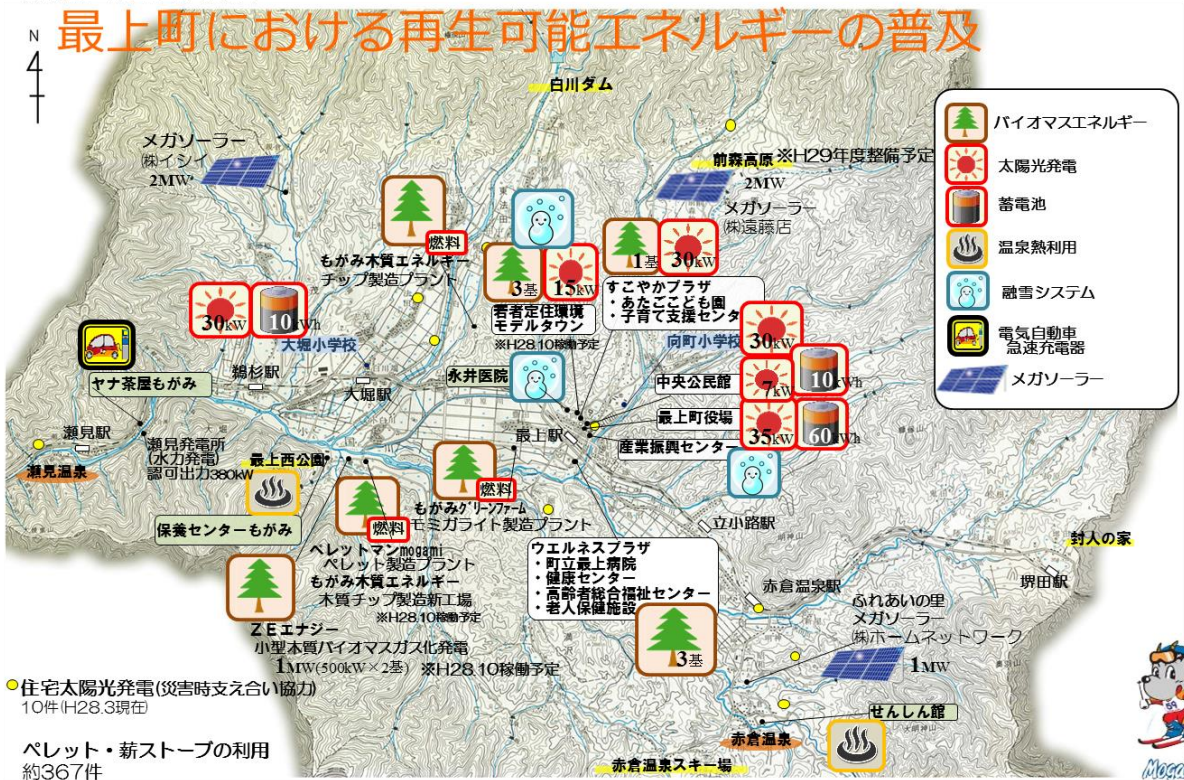 最上町における再生可能エネルギーの普及
N
4
白川ダム
メガソーラー
㈱イシイ
2MW
前森高原 ※H29年度整備予定
2MW
メガソーラー
㈱遠藤店
バイオマスエネルギー
太陽光発電
蓄電池
温泉熱利用
融雪システム
電気自動車
急速充電器
メガソーラー
燃料
もがみ木質エネルギー
チップ製造プラント
3基
15kW
若者定住環境
モデルタウン
※H28.10稼働予定
1基
30kW
すこやかプラザ
・あたごこども園
・子育て支援センタ
30kW
10kWh
大堀小学校
向町小学校
30kW
ヤナ茶屋もがみ
鵜杉駅
大堀駅
永井医院
中央公民館
7kW
10kWh
最上町役場
35kW
60kWh
産業振興センター
最上駅
瀬見駅
瀬見温泉
瀬見発電所
(水力発電)
認可出力380kW
最上西公園
保養センターもがみ
燃料
もがみグリーンファーム
モミガライト製造プラント
燃料
ペレットマンmogami
ペレット製造プラント
もがみ木質エネルギー
木質チップ製造新工場
※H28.10稼働予定
立小路駅
ウエルネスプラザ
・町立最上病院
・健康センター
・高齢者総合福祉センター
・老人保健施設
3基
封人の家
堺田駅
赤倉温泉駅
ふれあいの里
メガソーラー
㈱ホームネットワーク
1MW
ZEエナジー
小型木質バイオマスガス化発電
1MW(500kW×2基) ※H28.10稼働予定
住宅太陽光発電(災害時支え合い協力)
10件(H28.3現在)
せんしん館
赤倉温泉
赤倉温泉スキー場
ペレット・薪ストーブの利用
約367件